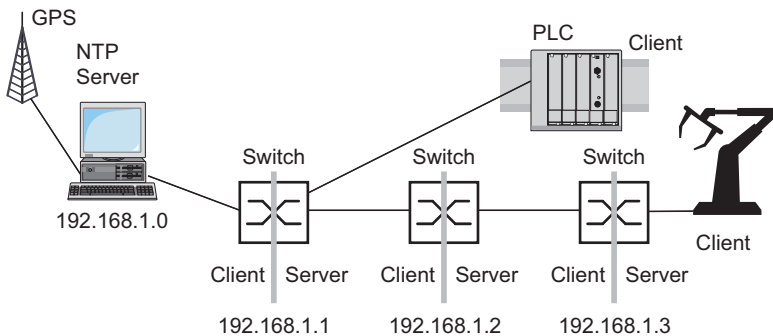 GPS
NTP
Server
192.168.1.0
PLC
Client
Switch
Switch
Switch
Client
Client Server
Client Server
Client Server
192.168.1.1
192.168.1.2
192.168.1.3